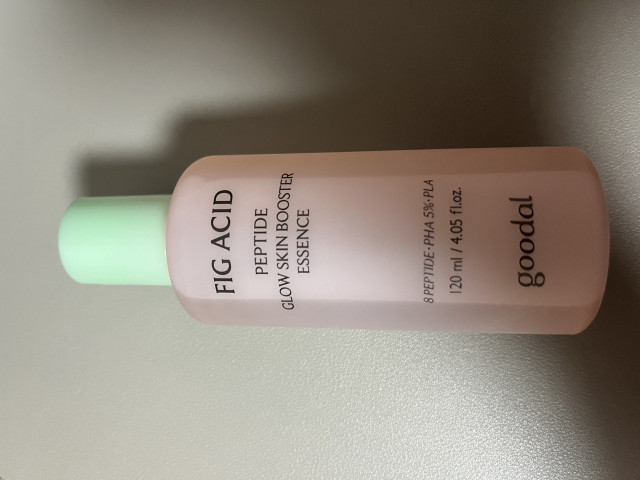 FIG ACID
PEPTIDE
GLOW SKIN BOOSTER
ESSENCE
8 PEPTIDE·PHA 5%·PLA
120 ml / 4.05 fl.oz.
goodal